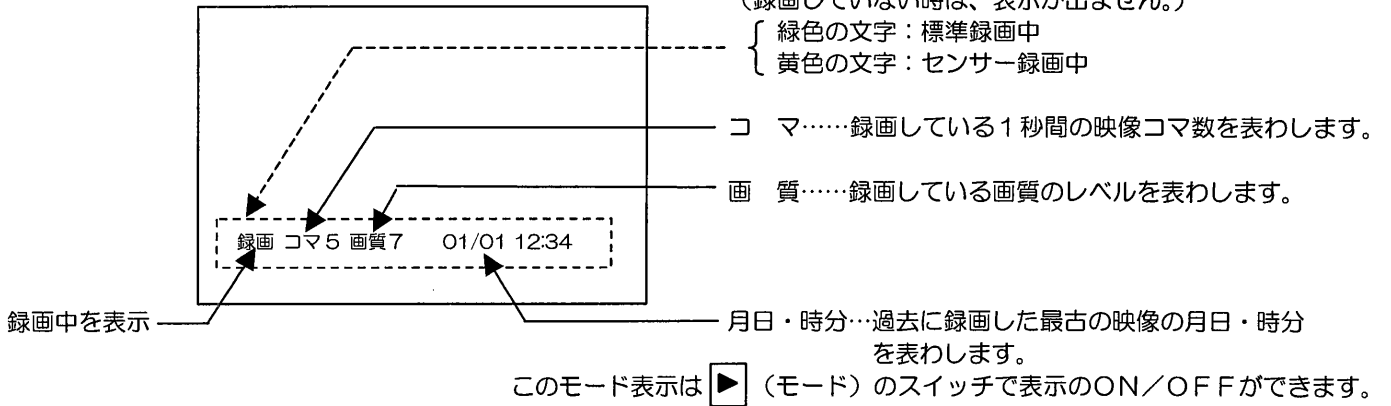 （録画していない時は、表示が出ません。）
緑色の文字：標準録画中
黄色の文字：センサー録画中
コ　マ……録画している1秒間の映像コマ数を表わします。
画　質……録画している画質のレベルを表わします。
録画 コマ5 画質7　01/01 12:34
録画中を表示
月日・時分…過去に録画した最古の映像の月日・時分
を表わします。
このモード表示は ▶ （モード）のスイッチで表示のON／OFFができます。